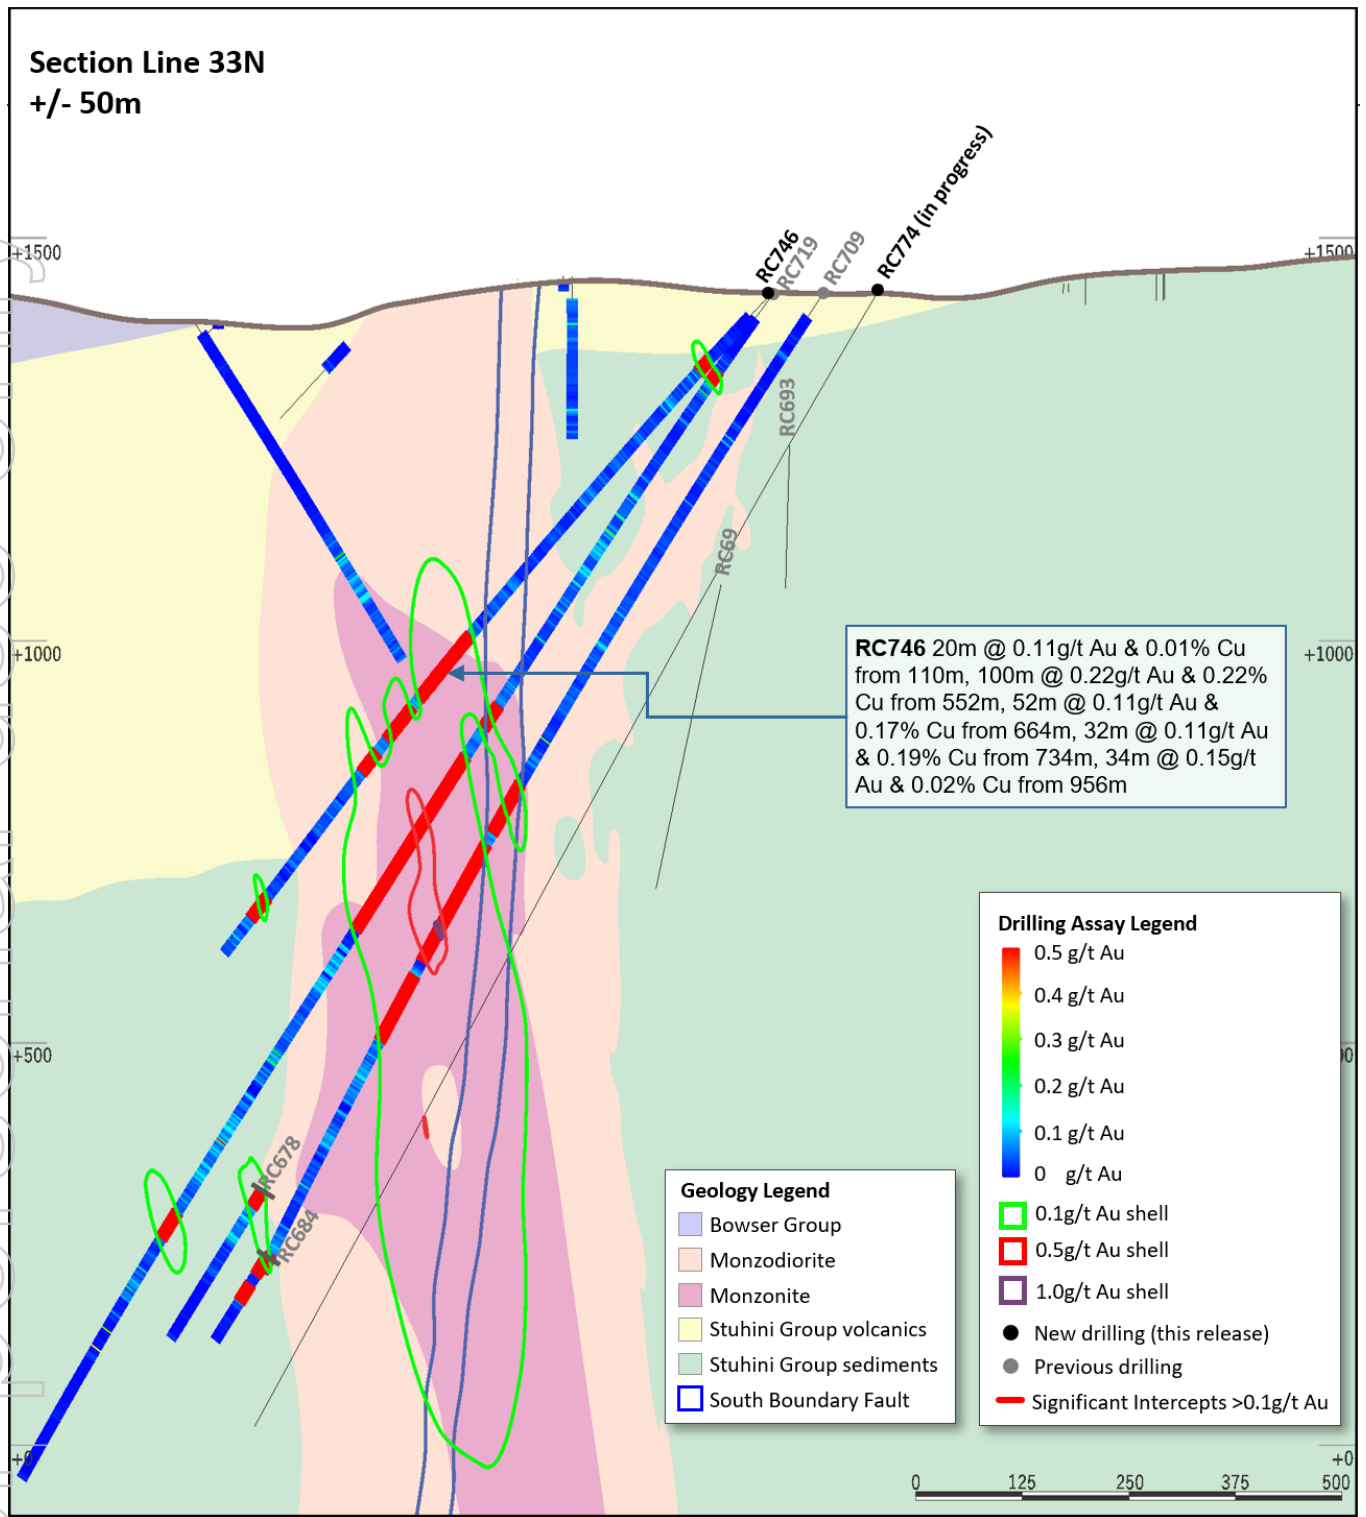 Section Line 33N
+/- 50m
RC746
RC719
RC709
RC774 (in progress)
+1500
+1500
RC693
RC69
+1000
+1000
RC746 20m @ 0.11g/t Au & 0.01% Cu
from 110m, 100m @ 0.22g/t Au & 0.22%
Cu from 552m, 52m @ 0.11g/t Au &
0.17% Cu from 664m, 32m @ 0.11g/t Au
& 0.19% Cu from 734m, 34m @ 0.15g/t
Au & 0.02% Cu from 956m
+500
RC678
RC684
Drilling Assay Legend
0.5 g/t Au
0.4 g/t Au
0.3 g/t Au
0.2 g/t Au
0.1 g/t Au
0 g/t Au
0.1g/t Au shell
0.5g/t Au shell
1.0g/t Au shell
New drilling (this release)
Previous drilling
Significant Intercepts >0.1g/t Au
Geology Legend
Bowser Group
Monzodiorite
Monzonite
Stuhini Group volcanics
Stuhini Group sediments
South Boundary Fault
+0
+0
0 125 250 375 500